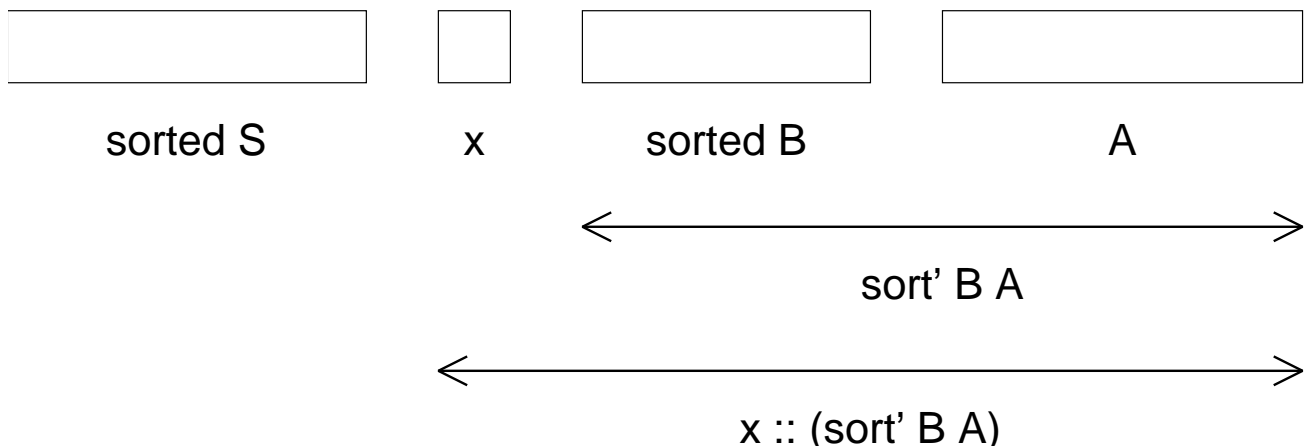 sorted S x sorted B A
sort’ B A
x :: (sort’ B A)